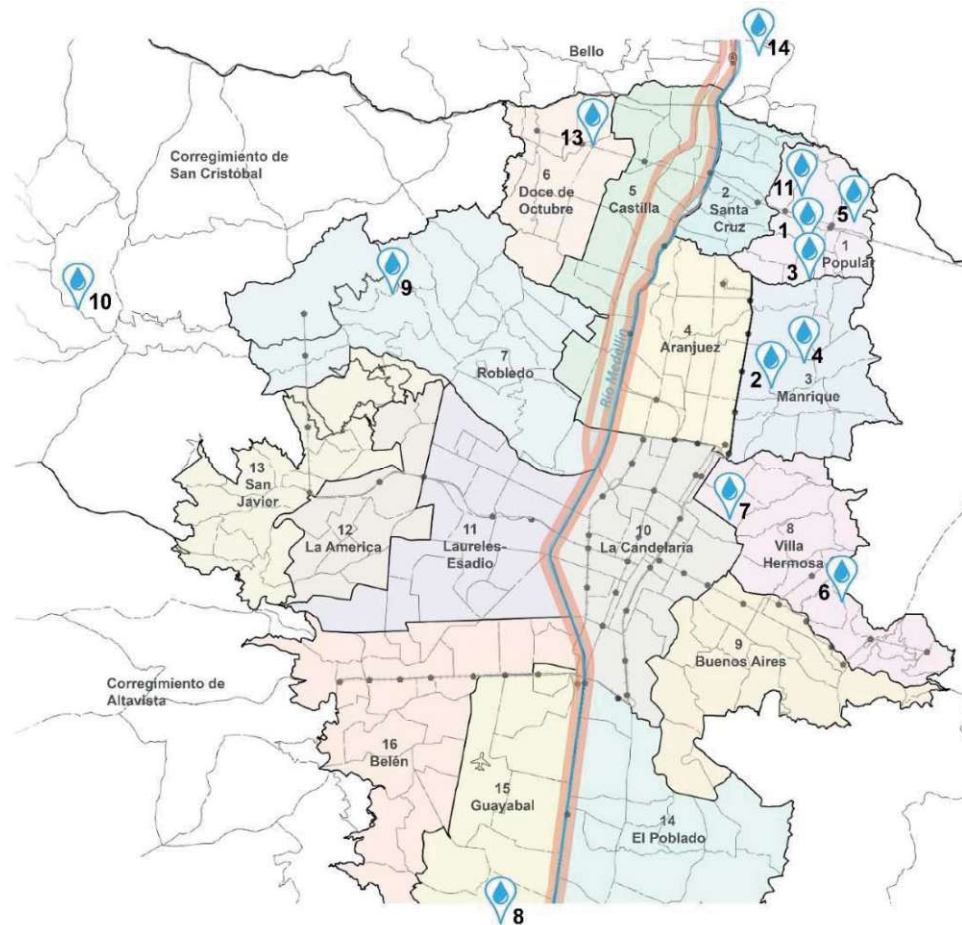 14
Bello
13
11
Corregimiento de
San Cristóbal
6
Doce de
Octubre
5
Castilla
2
Santa
Cruz
1
5
1
Popular
3
10
9
4
Aranjuez
4
2
3
Manrique
7
Robledo
Río Medellín
13
San
Javier
12
La America
11
Laureles-
Esadio
10
La Candelaria
7
8
Villa
Hermosa
6
9
Buenos Aires
Corregimiento de
Altavista
16
Belén
15
Guayabal
14
El Poblado
8